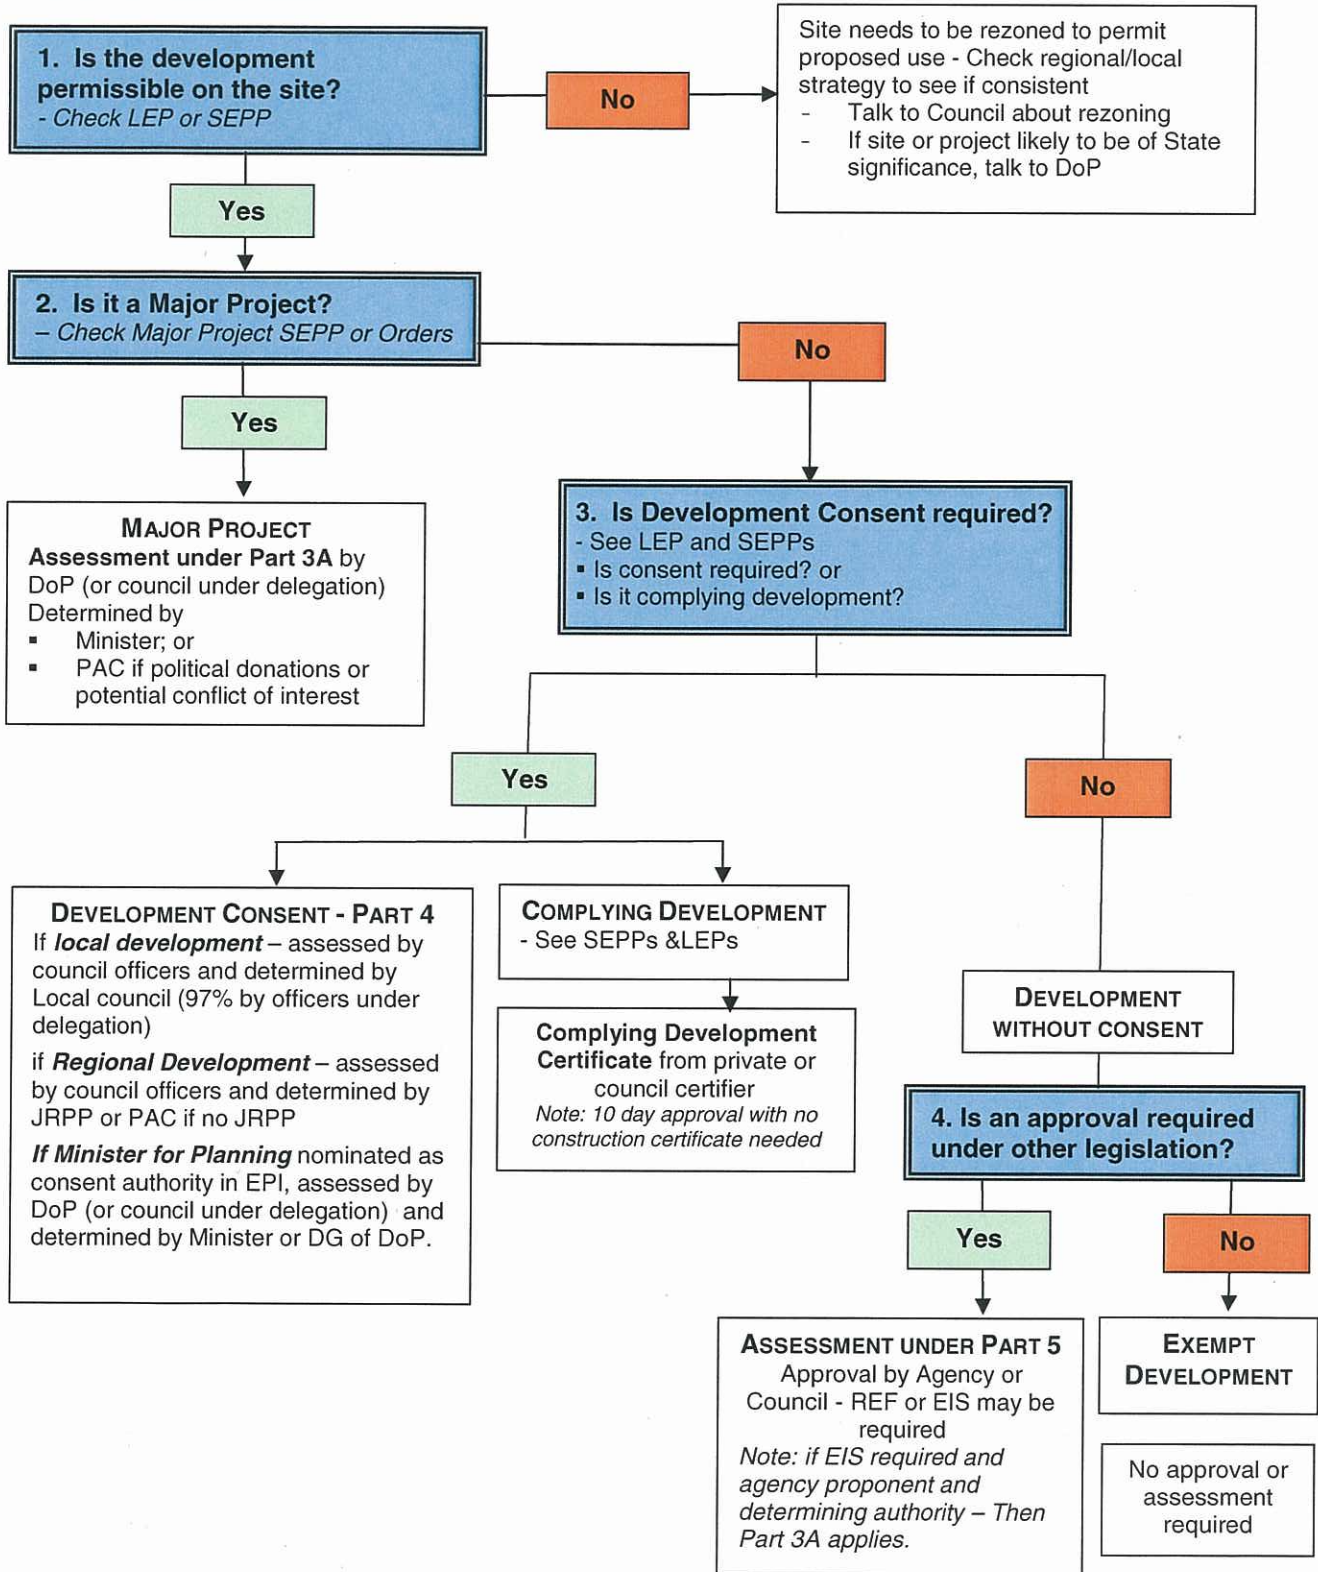 1. Is the development
permissible on the site?
- Check LEP or SEPP
No
Site needs to be rezoned to permit
proposed use - Check regional/local
strategy to see if consistent
- Talk to Council about rezoning
- If site or project likely to be of State
significance, talk to DoP
Yes
2. Is it a Major Project?
– Check Major Project SEPP or Orders
No
Yes
MAJOR PROJECT
Assessment under Part 3A by
DoP (or council under delegation)
Determined by
▪ Minister; or
▪ PAC if political donations or
potential conflict of interest
3. Is Development Consent required?
- See LEP and SEPPs
▪ Is consent required? or
▪ Is it complying development?
Yes
No
DEVELOPMENT CONSENT - PART 4
If local development – assessed by
council officers and determined by
Local council (97% by officers under
delegation)
if Regional Development – assessed
by council officers and determined by
JRPP or PAC if no JRPP
If Minister for Planning nominated as
consent authority in EPI, assessed by
DoP (or council under delegation) and
determined by Minister or DG of DoP.
COMPLYING DEVELOPMENT
- See SEPPs &LEPs
Complying Development
Certificate from private or
council certifier
Note: 10 day approval with no
construction certificate needed
DEVELOPMENT
WITHOUT CONSENT
4. Is an approval required
under other legislation?
Yes
No
ASSESSMENT UNDER PART 5
Approval by Agency or
Council - REF or EIS may be
required
Note: if EIS required and
agency proponent and
determining authority – Then
Part 3A applies.
EXEMPT
DEVELOPMENT
No approval or
assessment
required